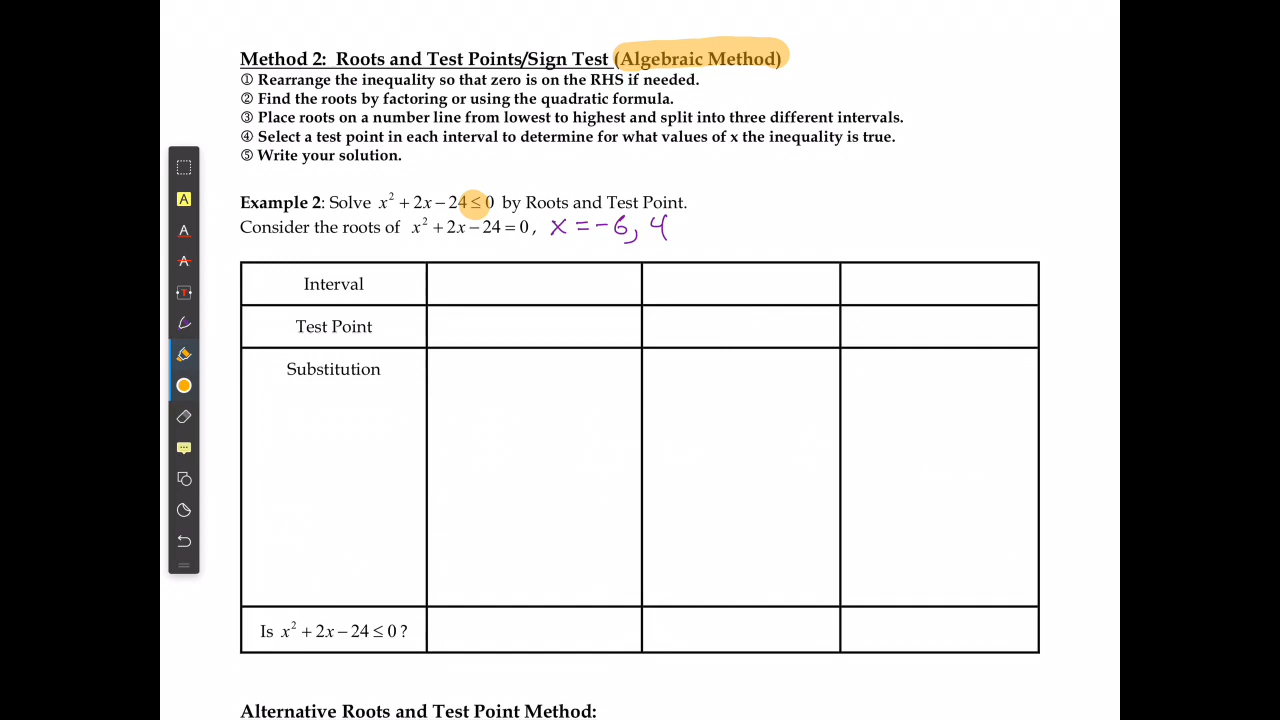 Method 2: Roots and Test Points/Sign Test (Algebraic Method)
① Rearrange the inequality so that zero is on the RHS if needed.
② Find the roots by factoring or using the quadratic formula.
③ Place roots on a number line from lowest to highest and split into three different intervals.
④ Select a test point in each interval to determine for what values of x the inequality is true.
⑤ Write your solution.
Example 2: Solve x² + 2x − 24 ≤ 0 by Roots and Test Point.
Consider the roots of x² + 2x − 24 = 0, x = −6, 4
Interval
Test Point
Substitution
Is x² + 2x − 24 ≤ 0 ?
Alternative Roots and Test Point Method: